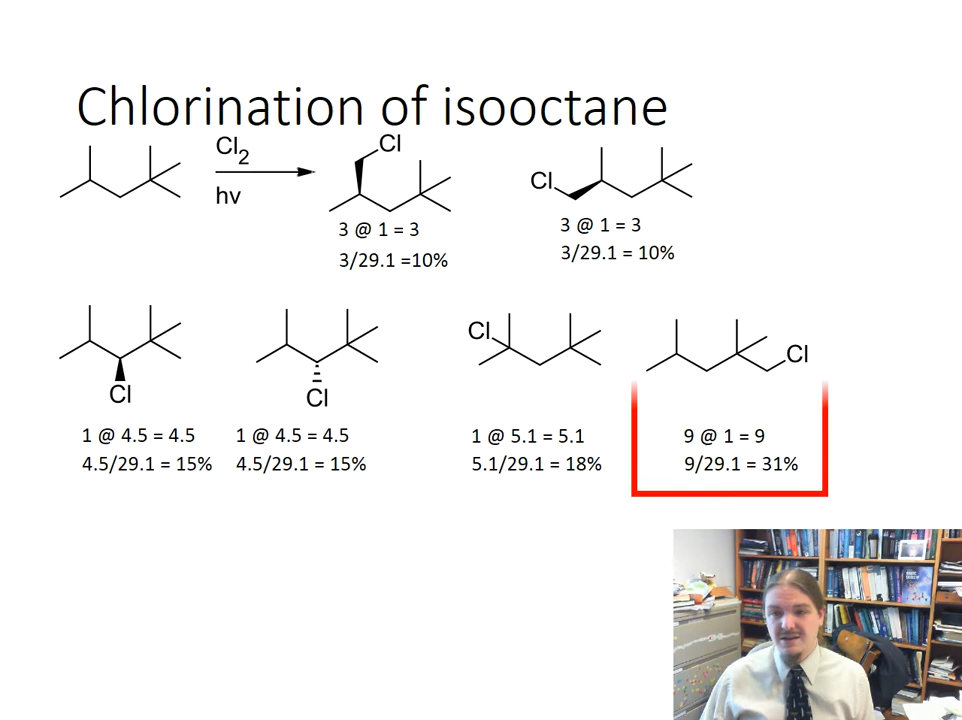 Chlorination of isooctane
Cl2
hν
Cl
3 @ 1 = 3
3/29.1 =10%
Cl
3 @ 1 = 3
3/29.1 = 10%
Cl
1 @ 4.5 = 4.5
4.5/29.1 = 15%
Cl
1 @ 4.5 = 4.5
4.5/29.1 = 15%
Cl
1 @ 5.1 = 5.1
5.1/29.1 = 18%
Cl
9 @ 1 = 9
9/29.1 = 31%